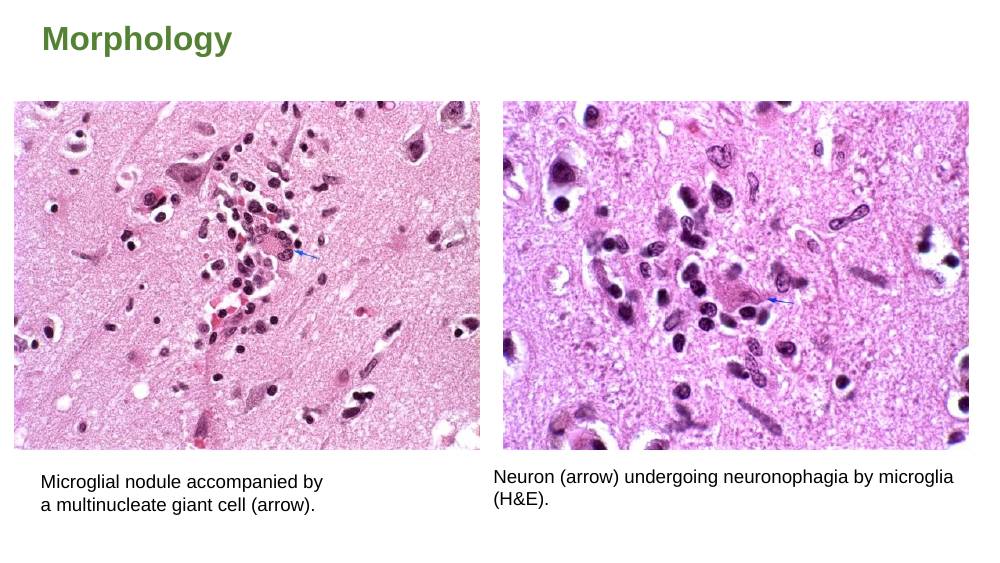 Morphology
Microglial nodule accompanied by
a multinucleate giant cell (arrow).
Neuron (arrow) undergoing neuronophagia by microglia
(H&E).